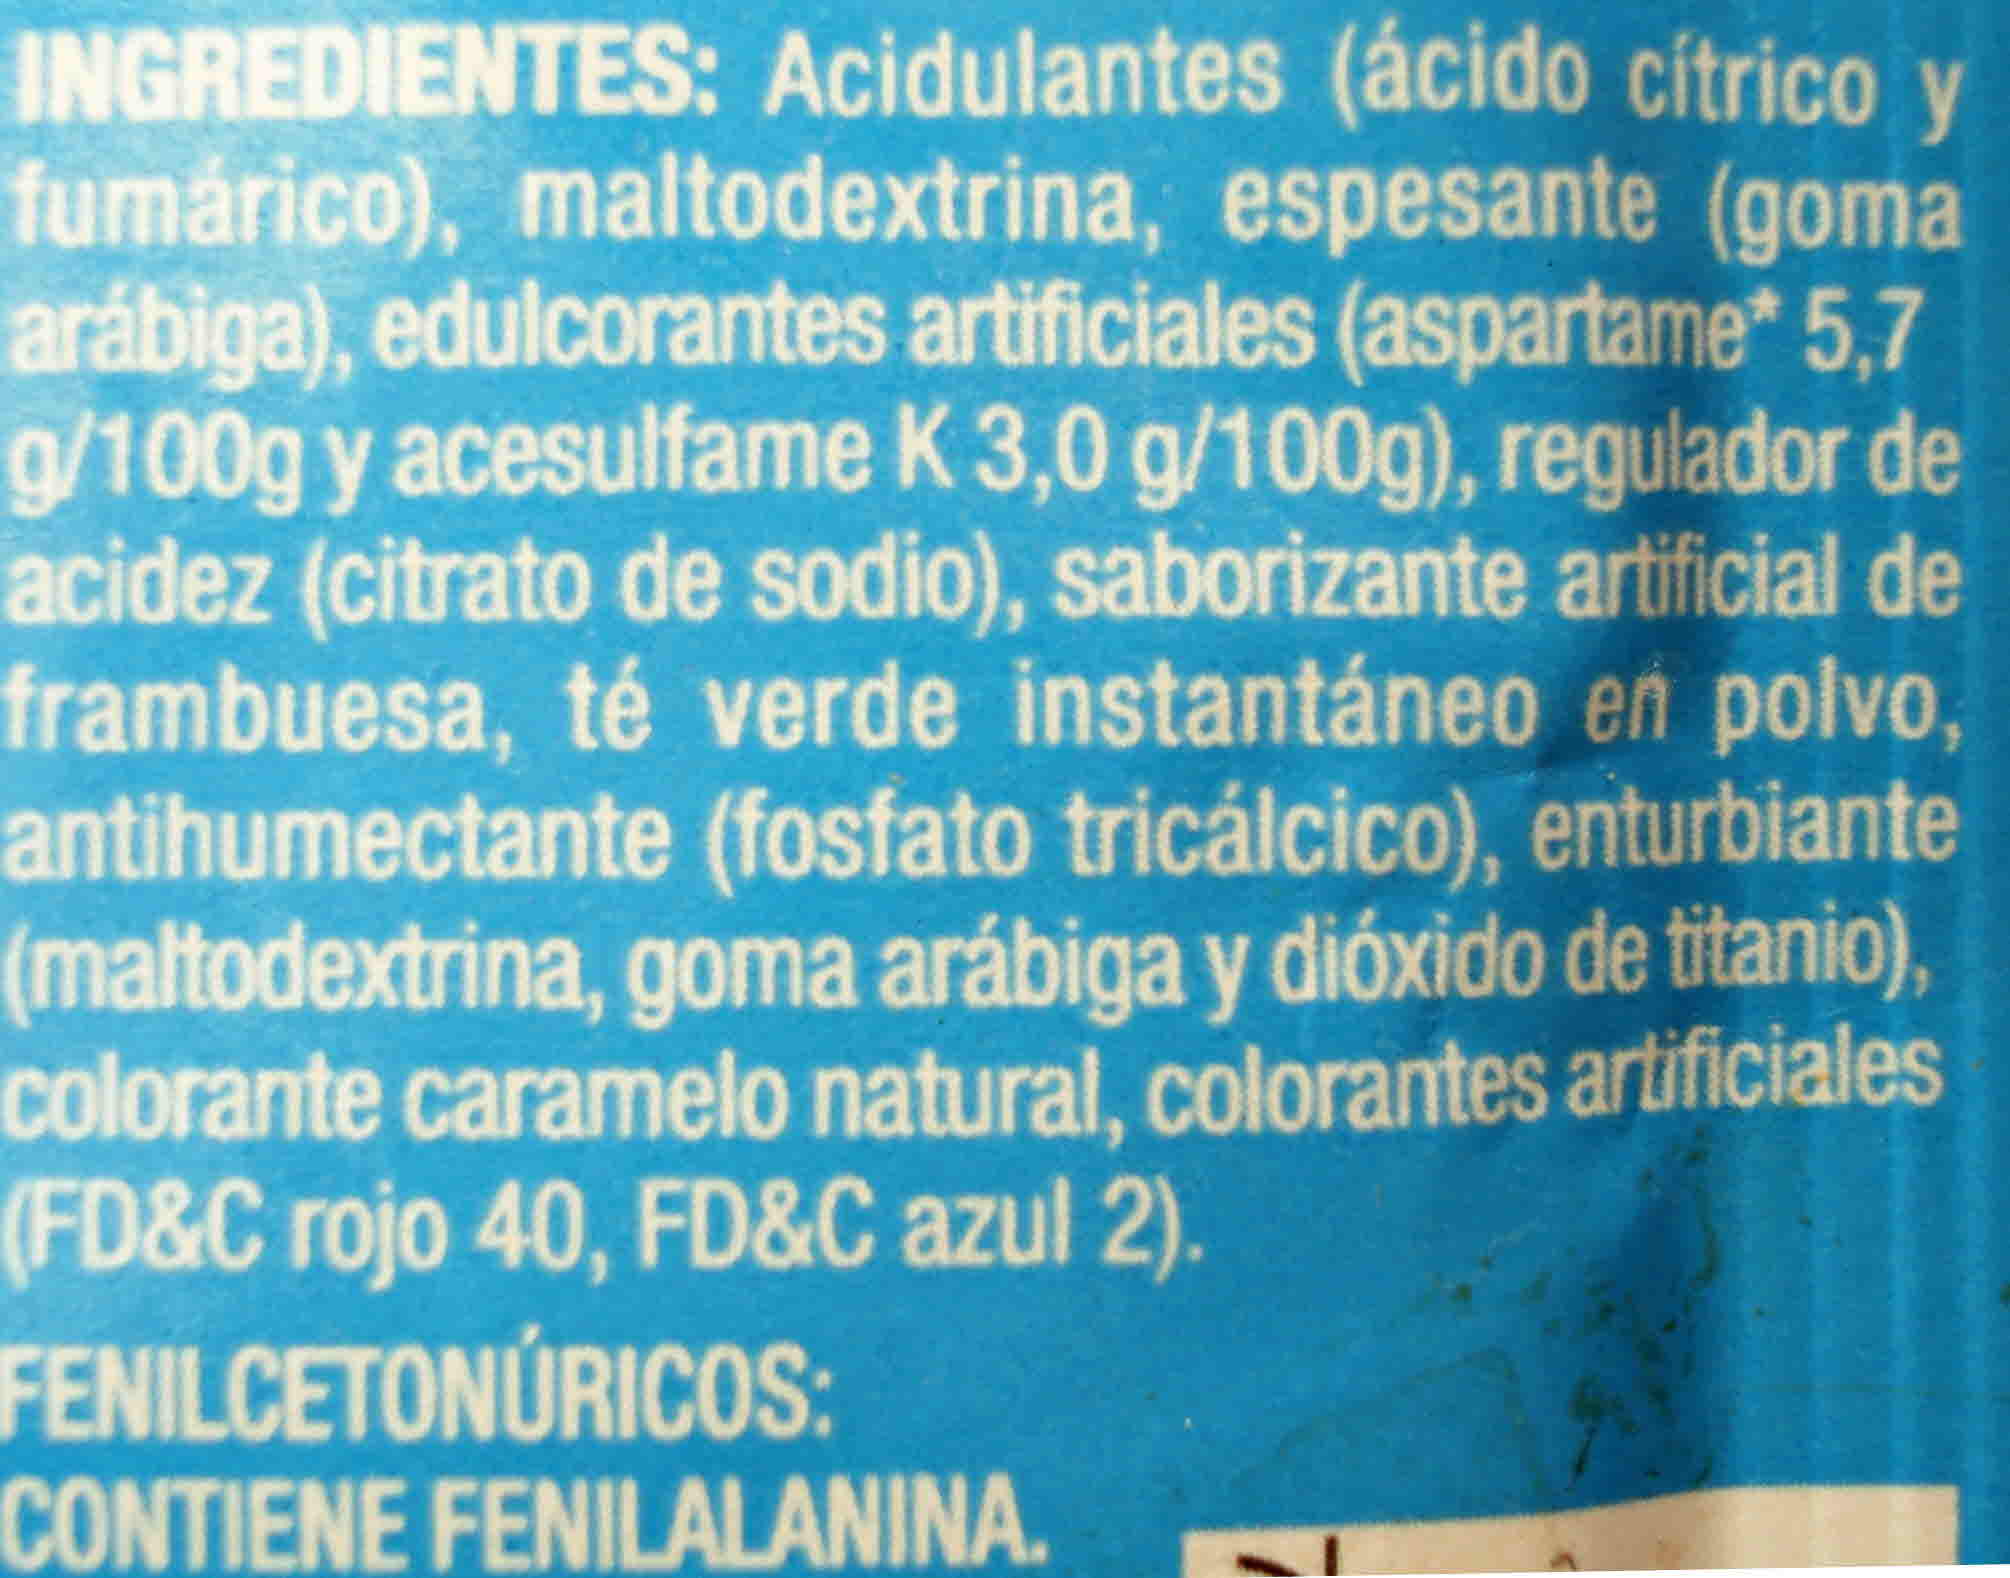 INGREDIENTES: Acidulantes (ácido cítrico y
fumárico), maltodextrina, espesante (goma
arábiga), edulcorantes artificiales (aspartame* 5,7
g/100g y acesulfame K 3,0 g/100g), regulador de
acidez (citrato de sodio), saborizante artificial de
frambuesa, té verde instantáneo en polvo,
antihumectante (fosfato tricálcico), enturbiante
(maltodextrina, goma arábiga y dióxido de titanio),
colorante caramelo natural, colorantes artificiales
(FD&C rojo 40, FD&C azul 2).
FENILCETONÚRICOS:
CONTIENE FENILALANINA.